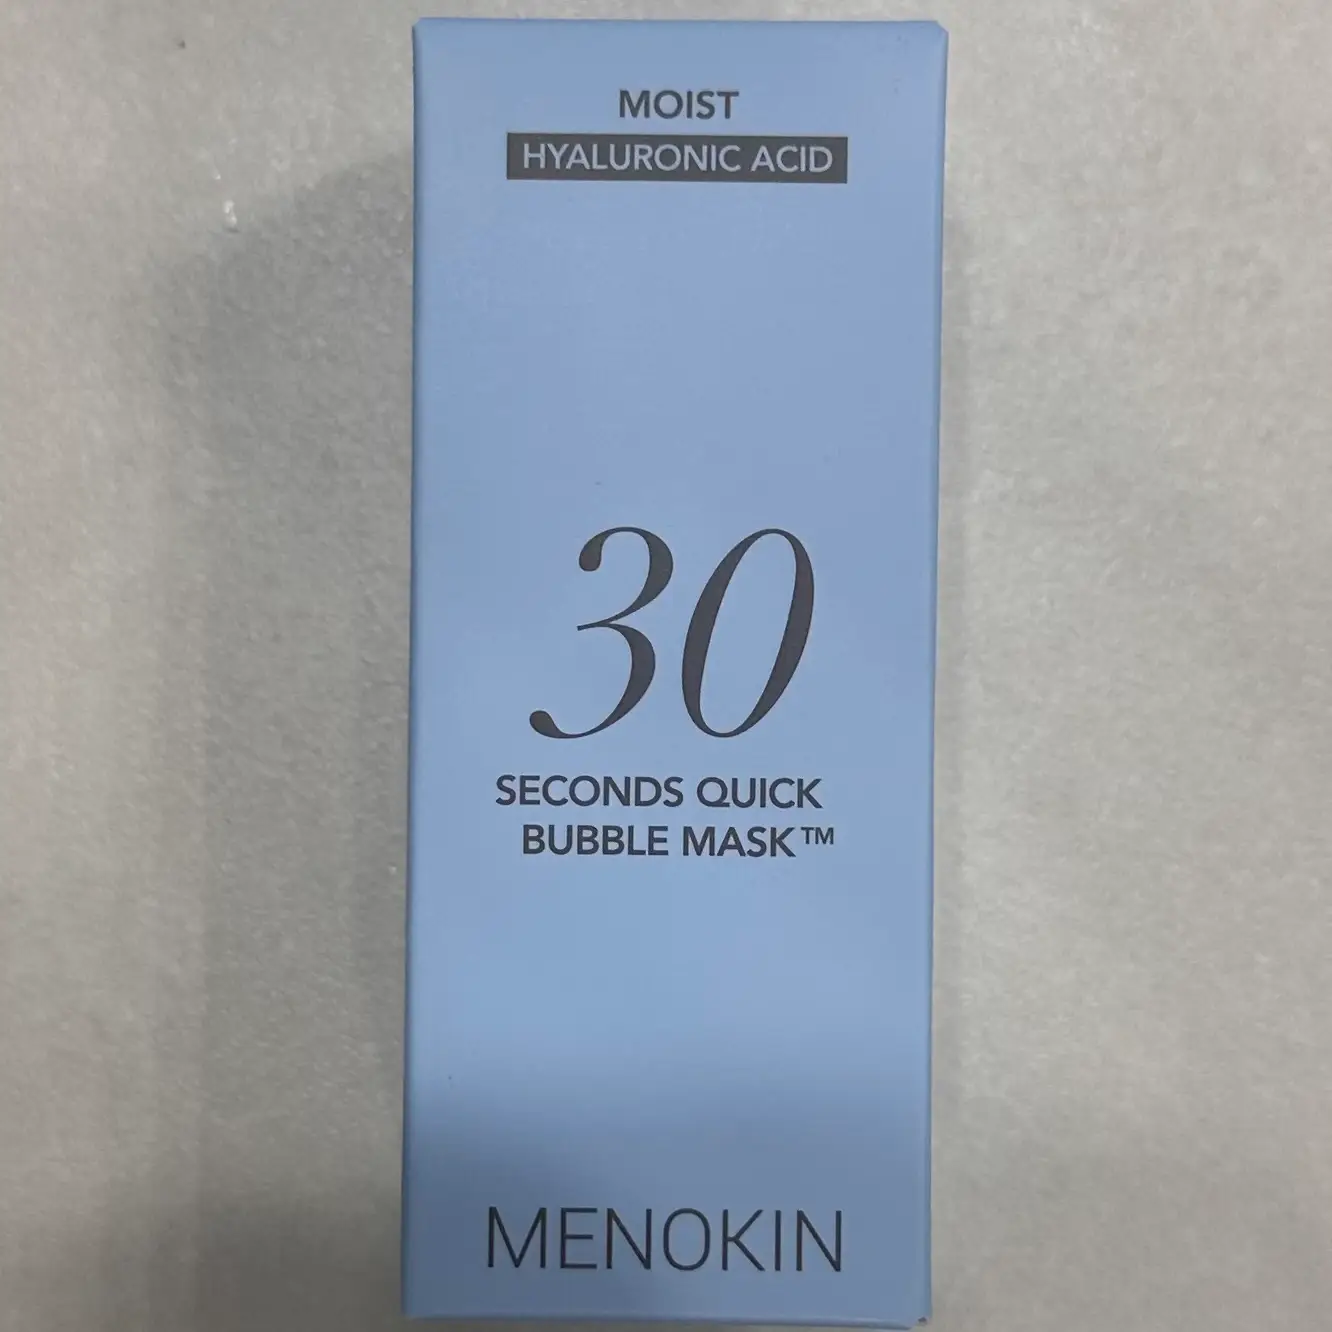 MOIST
HYALURONIC ACID
30
SECONDS QUICK
BUBBLE MASK™
MENOKIN